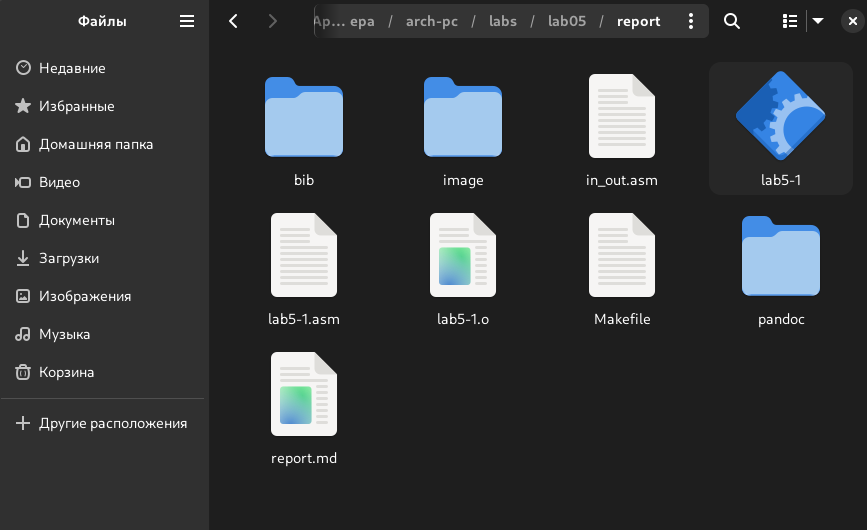 Файлы
Ар… ера / arch-pc / labs / lab05 / report
Недавние
Избранные
Домашняя папка
Видео
Документы
Загрузки
Изображения
Музыка
Корзина
Другие расположения
bib
image
in_out.asm
lab5-1
lab5-1.asm
lab5-1.o
Makefile
pandoc
report.md